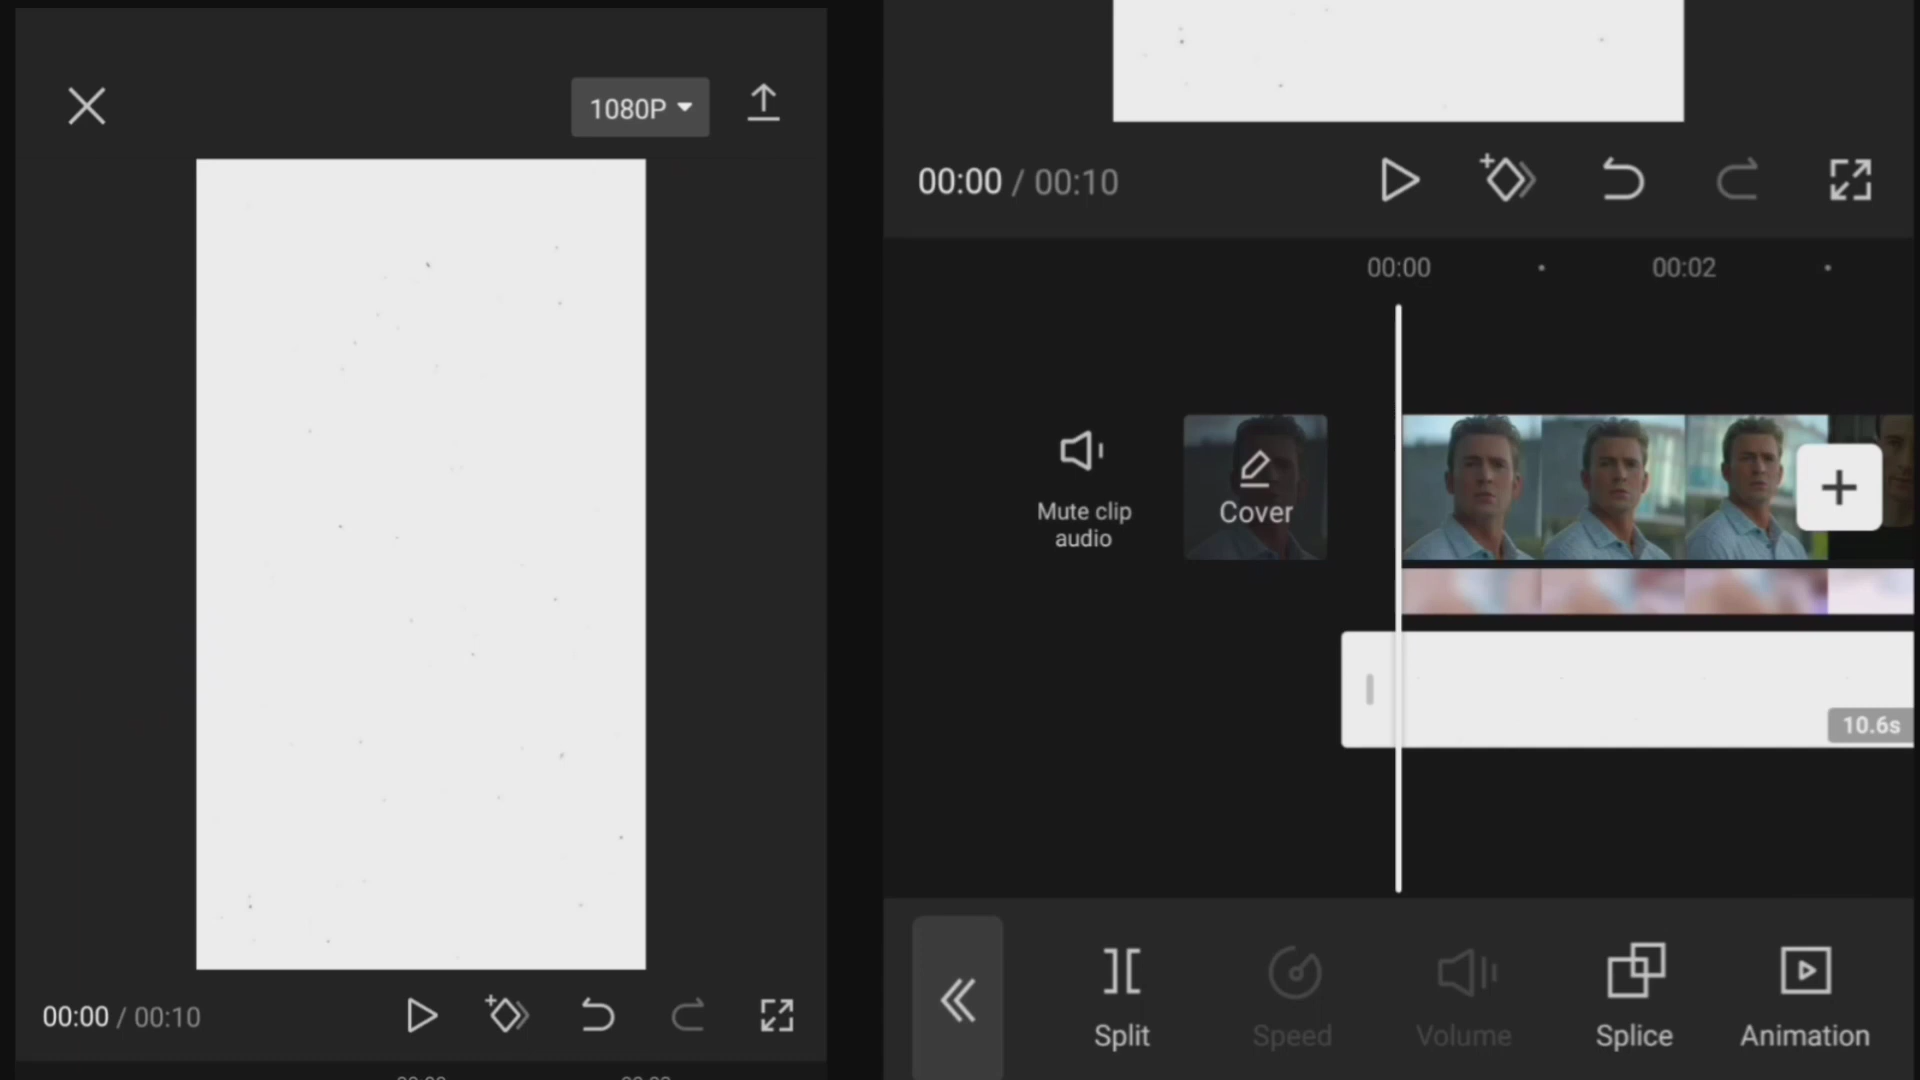 1080P
00:00 / 00:10
00:00 / 00:10
00:00
00:02
Mute clip
audio
Cover
10.6s
Split
Speed
Volume
Splice
Animation